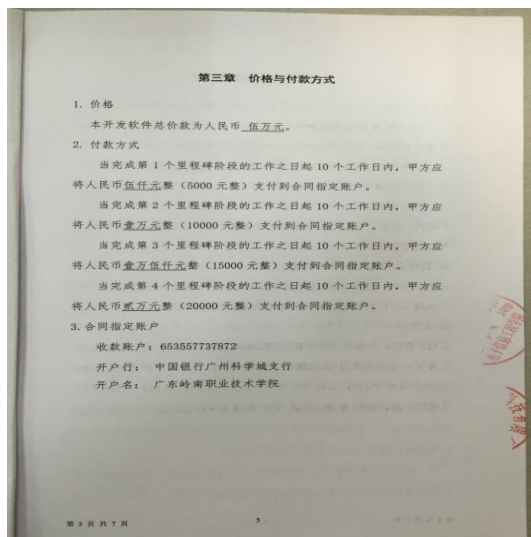 第三章 价格与付款方式
1. 价格
本开发软件总价款为人民币 伍万元。
2. 付款方式
当完成第 1 个里程碑阶段的工作之日起 10 个工作日内，甲方应
将人民币伍仟元整（5000 元整）支付到合同指定账户。
当完成第 2 个里程碑阶段的工作之日起 10 个工作日内，甲方应
将人民币壹万元整（10000 元整）支付到合同指定账户。
当完成第 3 个里程碑阶段的工作之日起 10 个工作日内，甲方应
将人民币壹万伍仟元整（15000 元整）支付到合同指定账户。
当完成第 4 个里程碑阶段的工作之日起 10 个工作日内，甲方应
将人民币贰万元整（20000 元整）支付到合同指定账户。
3. 合同指定账户
收款账户：653557737872
开户行： 中国银行广州科学城支行
开户名： 广东岭南职业技术学院
第 5 页 共 7 页
5